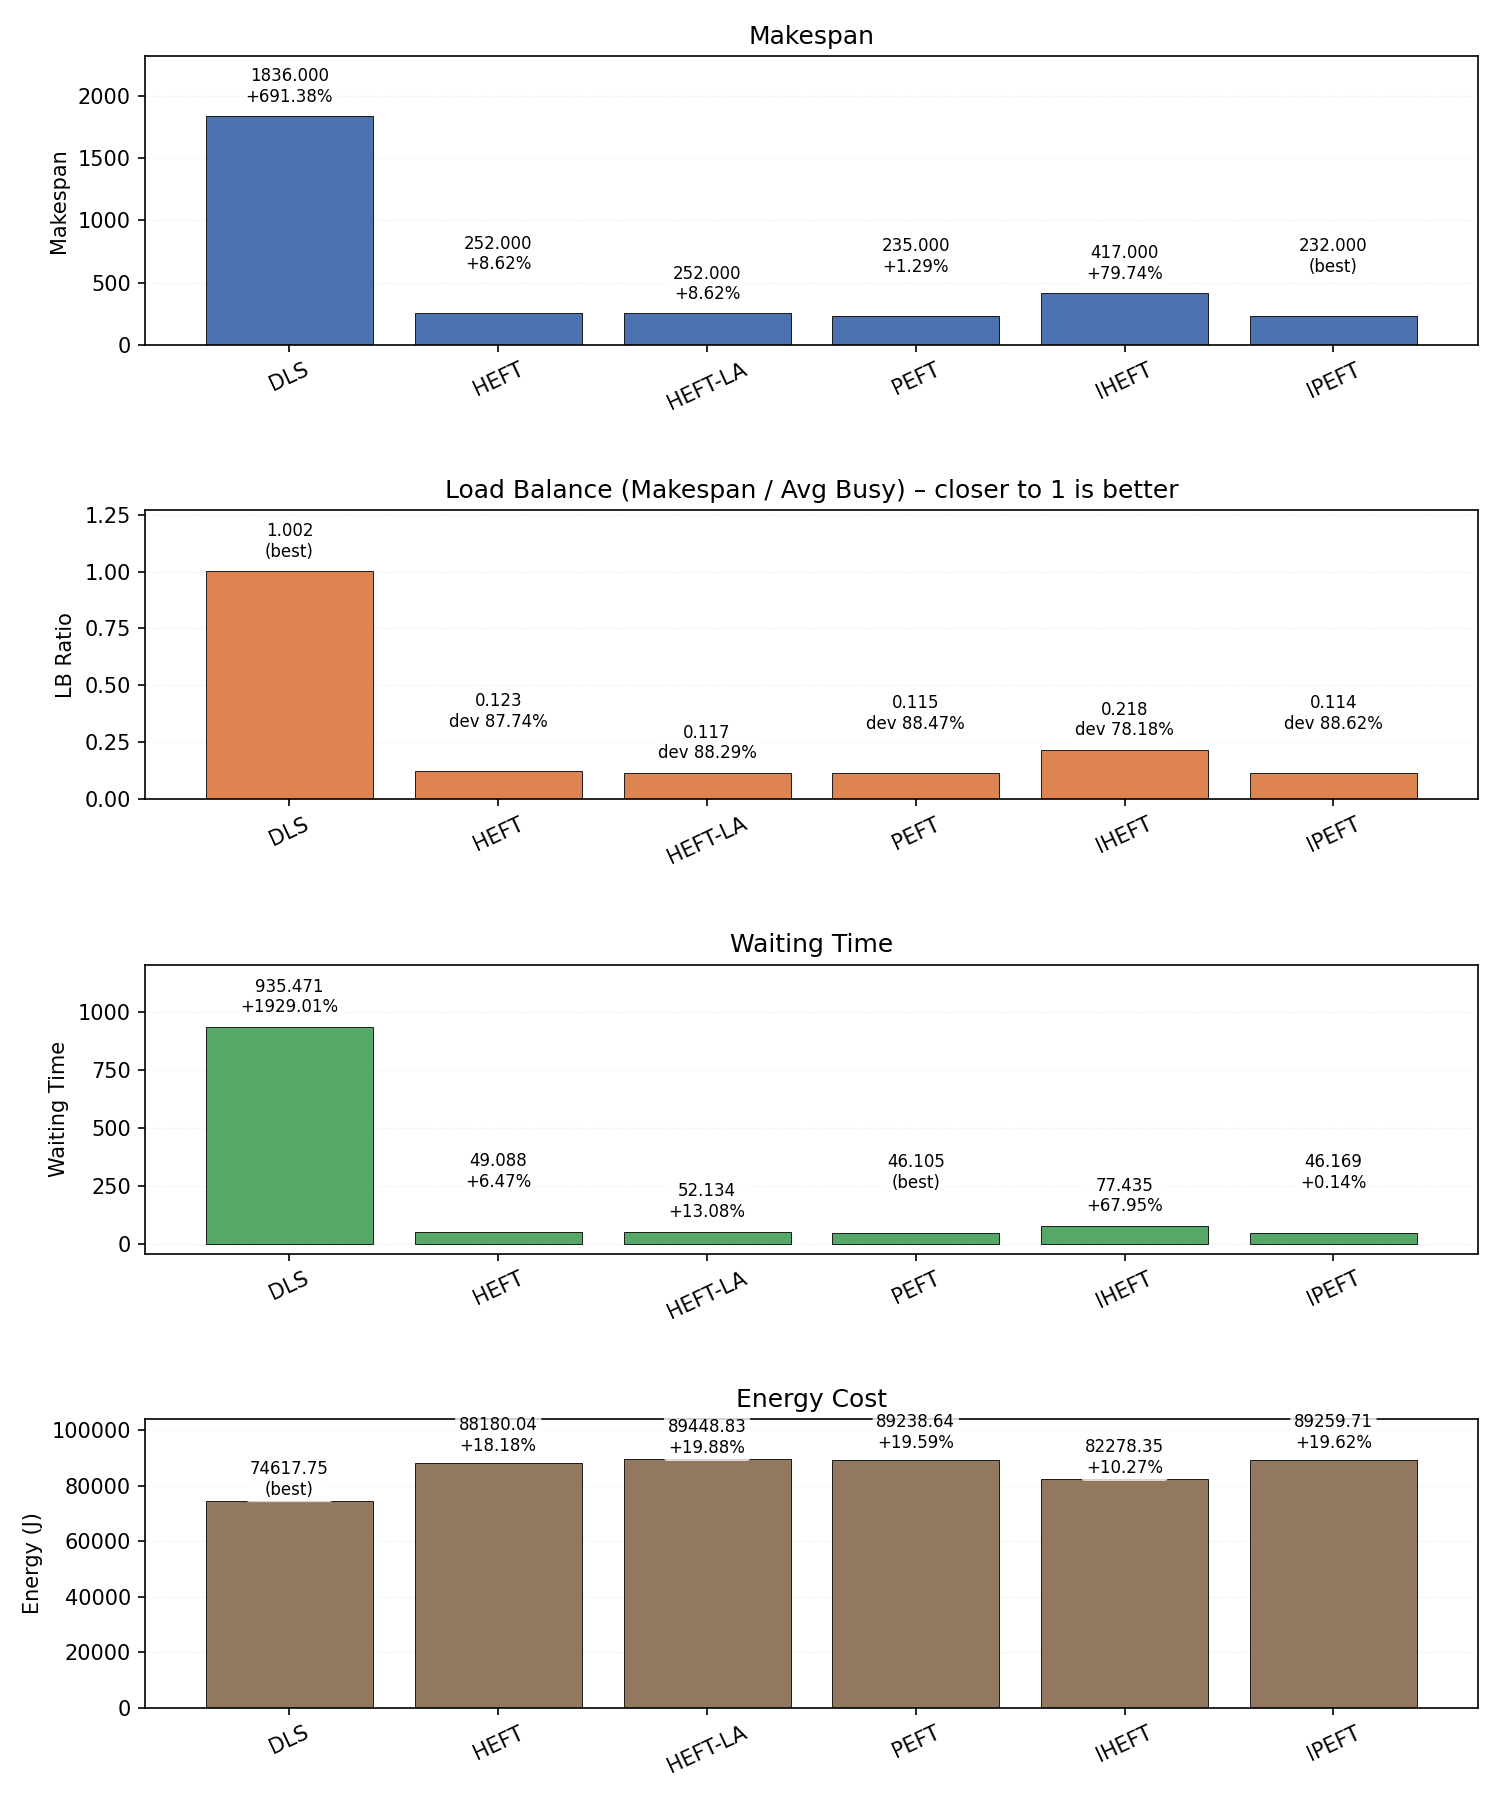 Makespan
Makespan
2000
1500
1000
500
0
1836.000
+691.38%
252.000
+8.62%
252.000
+8.62%
235.000
+1.29%
417.000
+79.74%
232.000
(best)
DLS
HEFT
HEFT-LA
PEFT
IHEFT
IPEFT
Load Balance (Makespan / Avg Busy) – closer to 1 is better
LB Ratio
1.25
1.00
0.75
0.50
0.25
0.00
1.002
(best)
0.123
dev 87.74%
0.117
dev 88.29%
0.115
dev 88.47%
0.218
dev 78.18%
0.114
dev 88.62%
DLS
HEFT
HEFT-LA
PEFT
IHEFT
IPEFT
Waiting Time
Waiting Time
1000
750
500
250
0
935.471
+1929.01%
49.088
+6.47%
52.134
+13.08%
46.105
(best)
77.435
+67.95%
46.169
+0.14%
DLS
HEFT
HEFT-LA
PEFT
IHEFT
IPEFT
Energy Cost
Energy (J)
100000
80000
60000
40000
20000
0
74617.75
(best)
88180.04
+18.18%
89448.83
+19.88%
89238.64
+19.59%
82278.35
+10.27%
89259.71
+19.62%
DLS
HEFT
HEFT-LA
PEFT
IHEFT
IPEFT